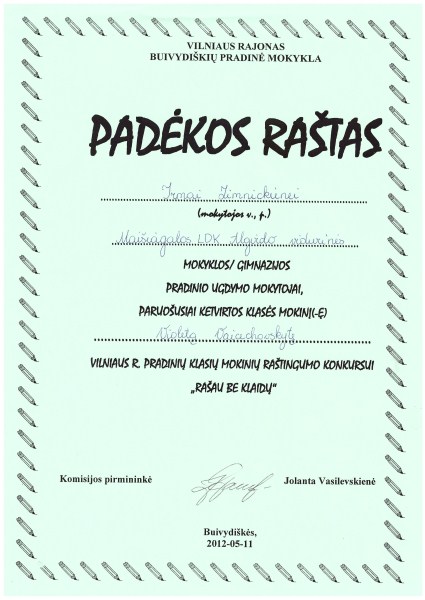 VILNIAUS RAJONAS
BUIVYDIŠKIŲ PRADINĖ MOKYKLA
PADĖKOS RAŠTAS
Irmai Zimnickienei
(mokytojos v., p.)
Maišiagalos LDK Algirdo vidurinės
MOKYKLOS/ GIMNAZIJOS
PRADINIO UGDYMO MOKYTOJAI,
PARUOŠUSIAI KETVIRTOS KLASĖS MOKINĮ(-Ę)
Violetą
VILNIAUS R. PRADINIŲ KLASIŲ MOKINIŲ RAŠTINGUMO KONKURSUI
„RAŠAU BE KLAIDŲ“
Komisijos pirmininkė
Jolanta Vasilevskienė
Buivydiškės,
2012-05-11